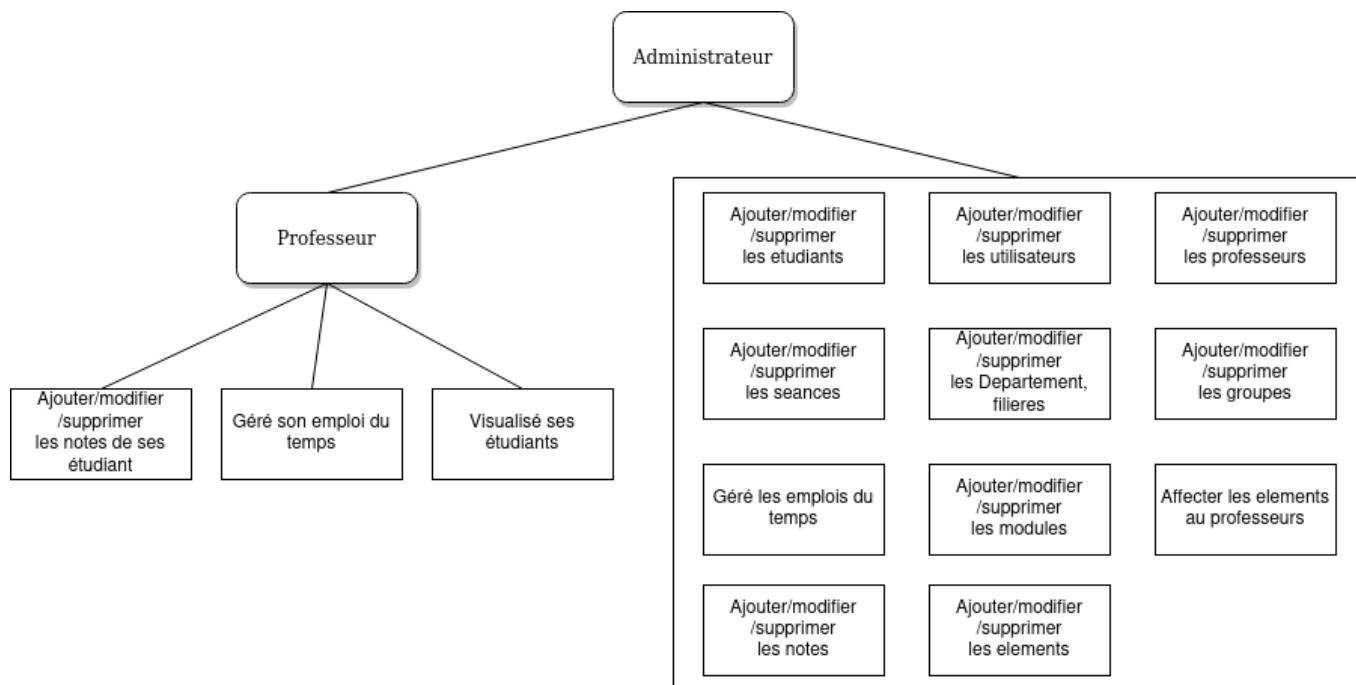 Administrateur
Professeur
Ajouter/modifier
/supprimer
les notes de ses
étudiant
Géré son emploi du
temps
Visualisé ses
étudiants
Ajouter/modifier
/supprimer
les etudiants
Ajouter/modifier
/supprimer
les utilisateurs
Ajouter/modifier
/supprimer
les professeurs
Ajouter/modifier
/supprimer
les seances
Ajouter/modifier
/supprimer
les Departement,
filieres
Ajouter/modifier
/supprimer
les groupes
Géré les emplois du
temps
Ajouter/modifier
/supprimer
les modules
Affecter les elements
au professeurs
Ajouter/modifier
/supprimer
les notes
Ajouter/modifier
/supprimer
les elements